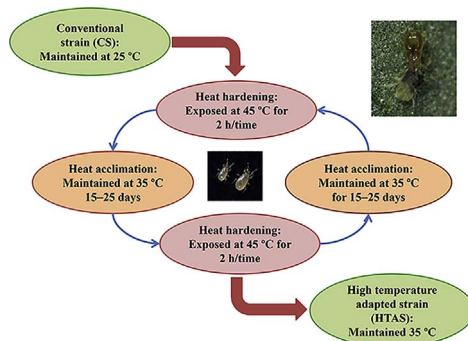 Conventional
strain (CS):
Maintained at 25 °C
Heat hardening:
Exposed at 45 °C for
2 h/time
Heat acclimation:
Maintained at 35 °C
15–25 days
Heat acclimation:
Maintained at 35 °C
for 15–25 days
Heat hardening:
Exposed at 45 °C for
2 h/time
High temperature
adapted strain
(HTAS):
Maintained 35 °C